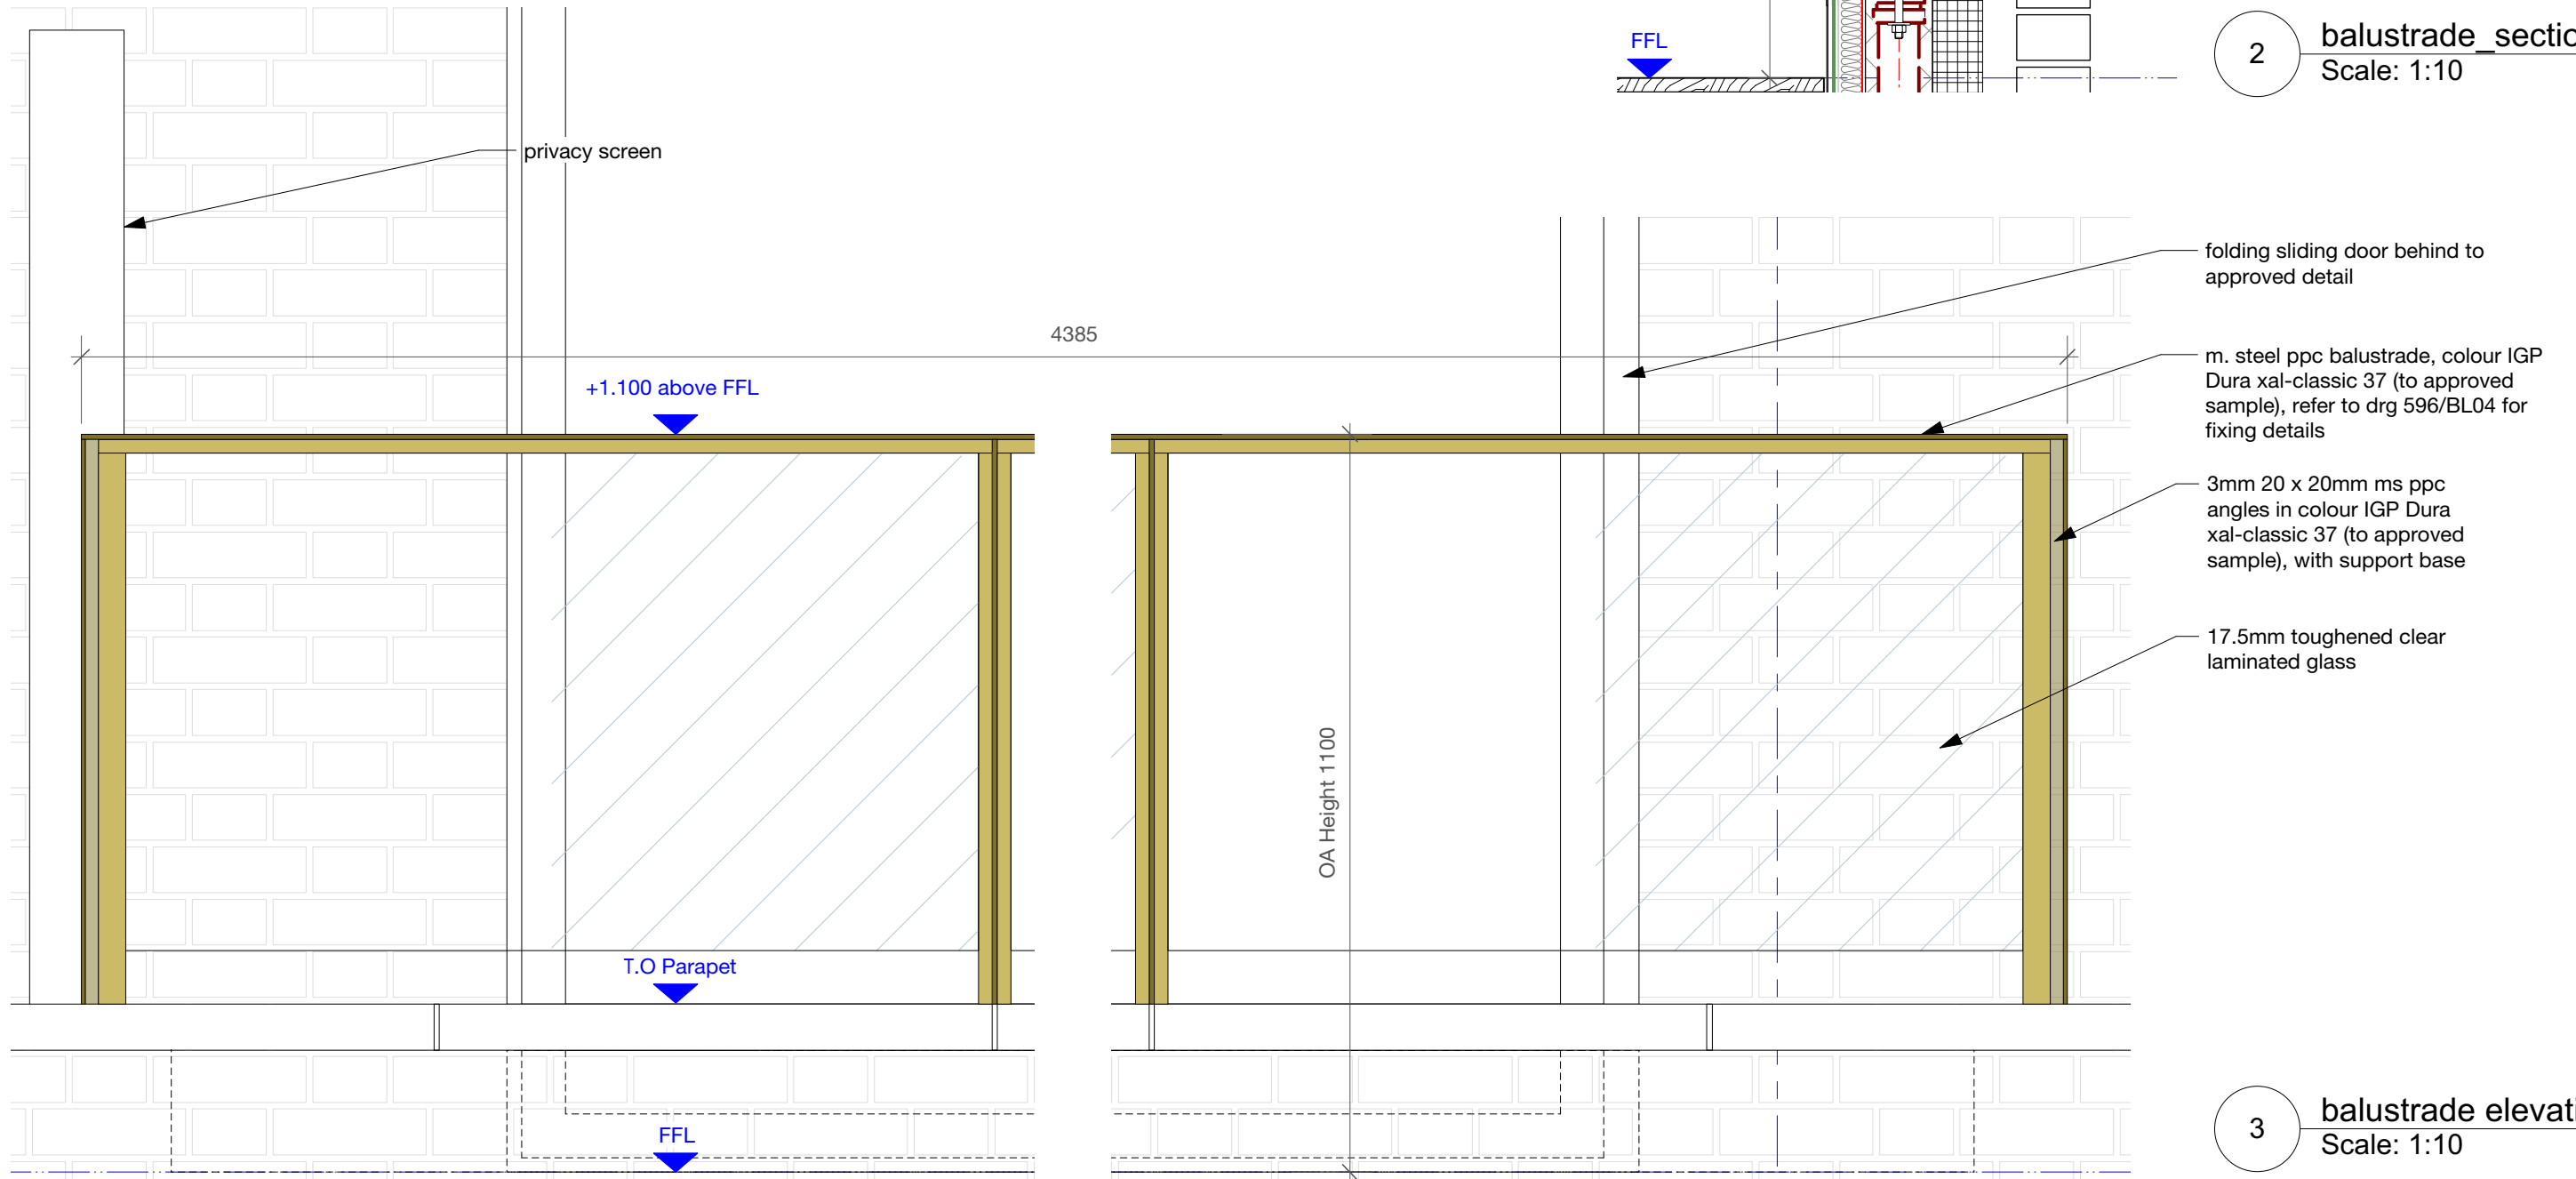 FFL
2
balustrade_sectio
Scale: 1:10
privacy screen
folding sliding door behind to
approved detail
4385
m. steel ppc balustrade, colour IGP
Dura xal-classic 37 (to approved
sample), refer to drg 596/BL04 for
fixing details
+1.100 above FFL
3mm 20 x 20mm ms ppc
angles in colour IGP Dura
xal-classic 37 (to approved
sample), with support base
17.5mm toughened clear
laminated glass
OA Height 1100
T.O Parapet
FFL
3
balustrade elevati
Scale: 1:10